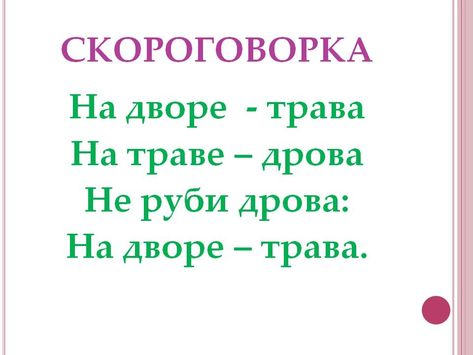 СКОРОГОВОРКА
На дворе - трава
На траве – дрова
Не руби дрова:
На дворе – трава.